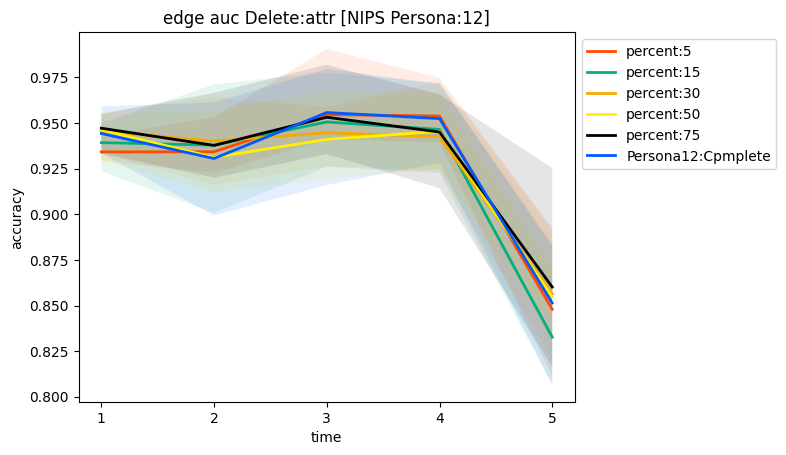 edge auc Delete:attr [NIPS Persona:12]
accuracy
0.975
0.950
0.925
0.900
0.875
0.850
0.825
0.800
1 2 3 4 5
time
percent:5
percent:15
percent:30
percent:50
percent:75
Persona12:Cpmplete